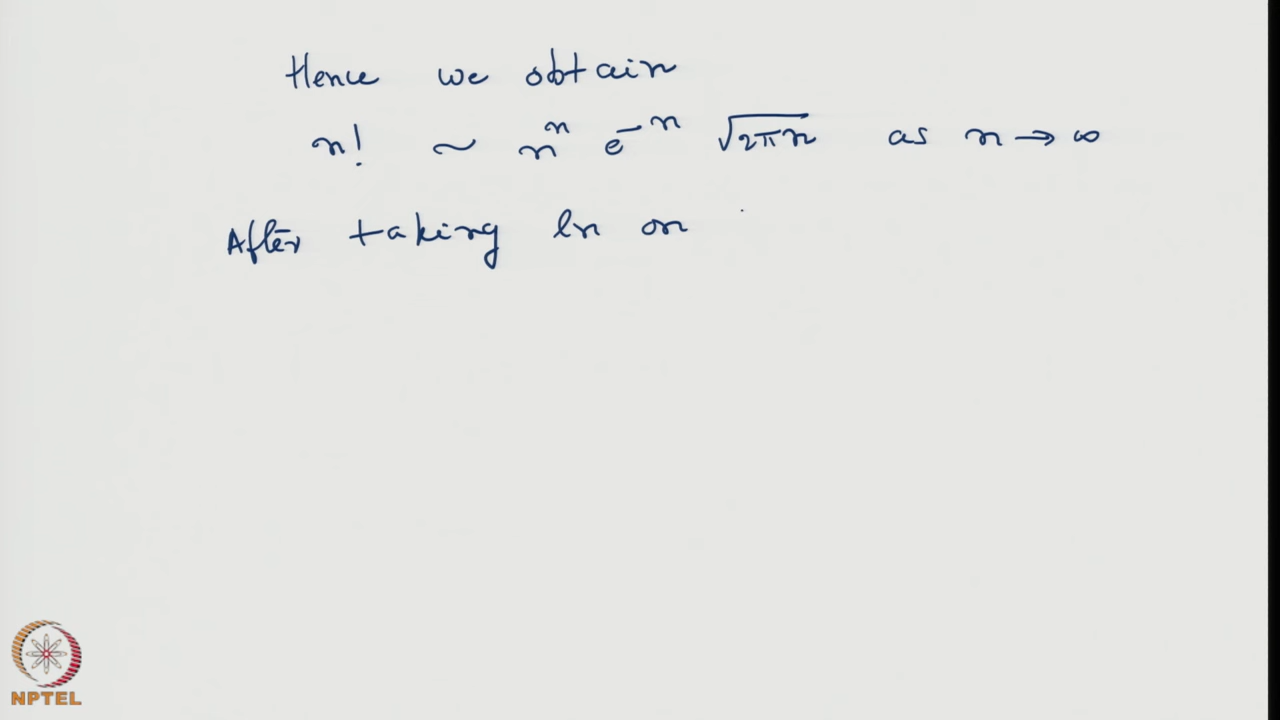 Hence we obtain
n! ~ n^n e^-n √2πn as n → ∞
After taking ln on
NPTEL